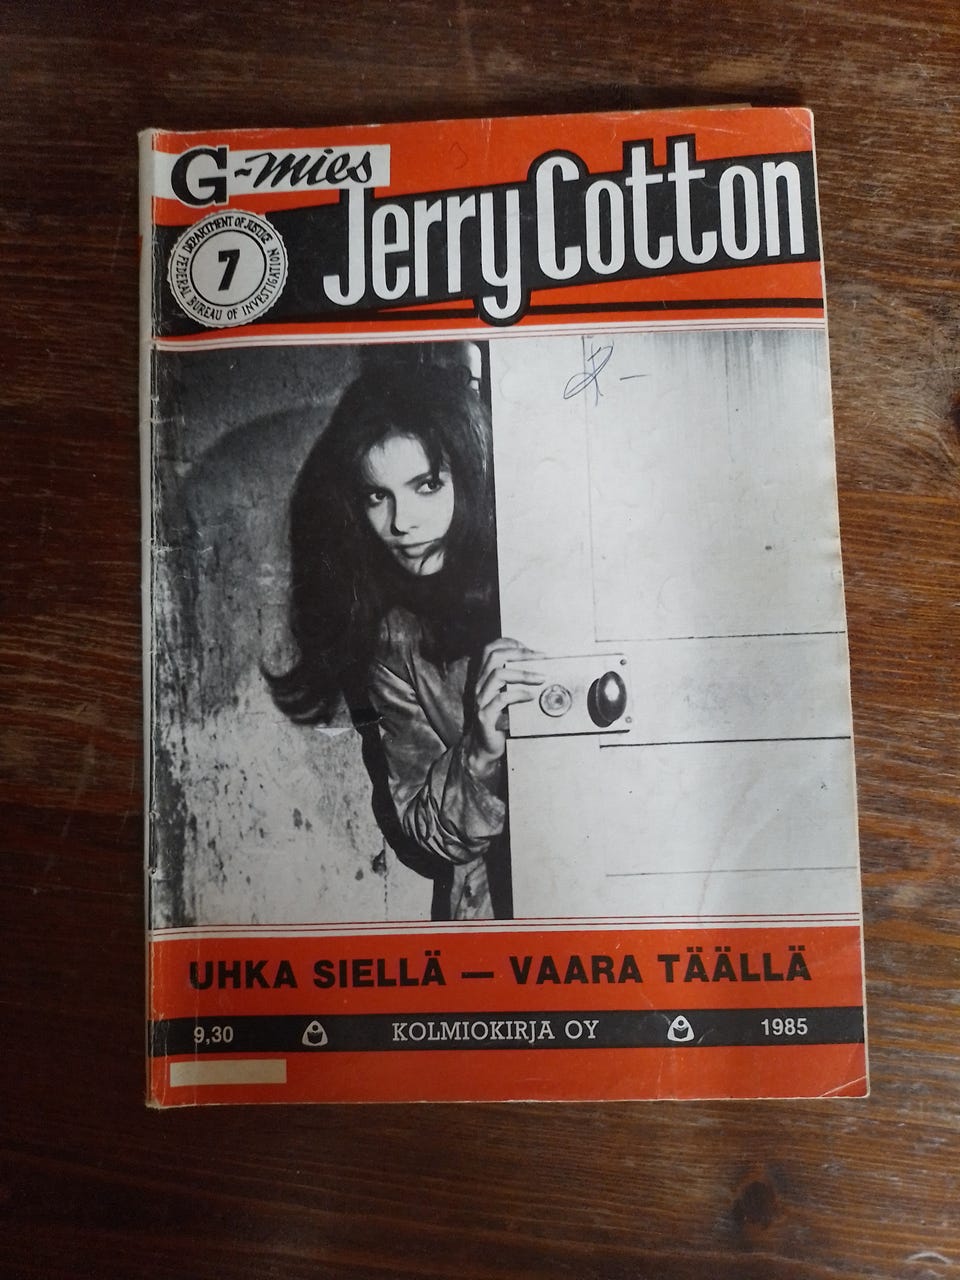 G-mies
Jerry Cotton
DEPARTMENT OF JUSTICE
FEDERAL BUREAU OF INVESTIGATION
7
UHKA SIELLÄ — VAARA TÄÄLLÄ
9,30 KOLMIOKIRJA OY 1985